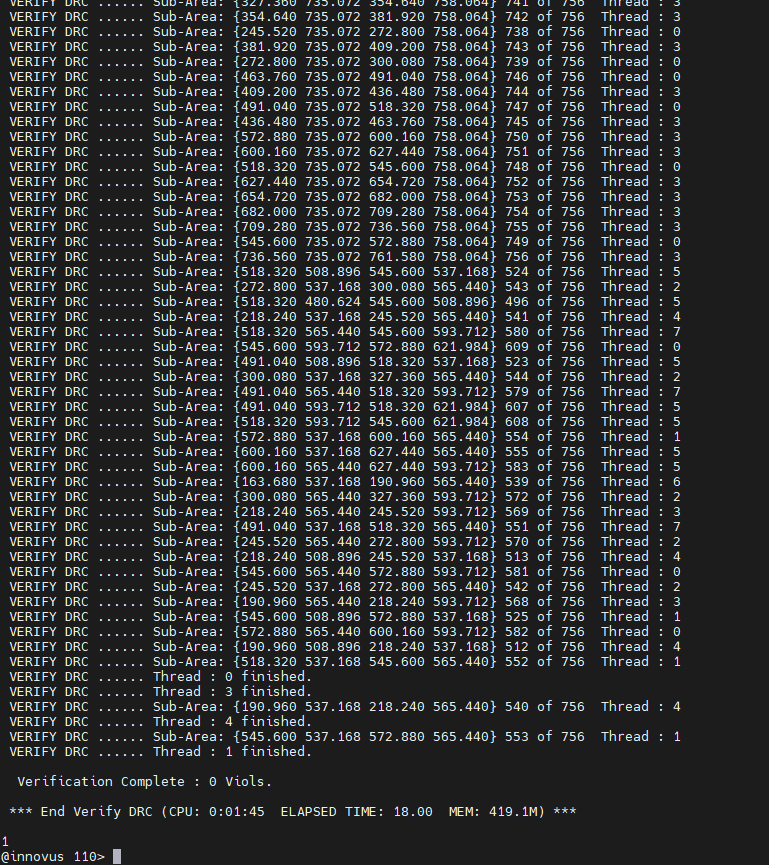 VERIFY DRC ...... Sub-Area: {327.360 735.072 354.640 758.064} 741 of 756  Thread : 3
VERIFY DRC ...... Sub-Area: {354.640 735.072 381.920 758.064} 742 of 756  Thread : 3
VERIFY DRC ...... Sub-Area: {245.520 735.072 272.800 758.064} 738 of 756  Thread : 0
VERIFY DRC ...... Sub-Area: {381.920 735.072 409.200 758.064} 743 of 756  Thread : 3
VERIFY DRC ...... Sub-Area: {272.800 735.072 300.080 758.064} 739 of 756  Thread : 0
VERIFY DRC ...... Sub-Area: {463.760 735.072 491.040 758.064} 746 of 756  Thread : 0
VERIFY DRC ...... Sub-Area: {409.200 735.072 436.480 758.064} 744 of 756  Thread : 3
VERIFY DRC ...... Sub-Area: {491.040 735.072 518.320 758.064} 747 of 756  Thread : 0
VERIFY DRC ...... Sub-Area: {436.480 735.072 463.760 758.064} 745 of 756  Thread : 3
VERIFY DRC ...... Sub-Area: {572.880 735.072 600.160 758.064} 750 of 756  Thread : 3
VERIFY DRC ...... Sub-Area: {600.160 735.072 627.440 758.064} 751 of 756  Thread : 3
VERIFY DRC ...... Sub-Area: {518.320 735.072 545.600 758.064} 748 of 756  Thread : 0
VERIFY DRC ...... Sub-Area: {627.440 735.072 654.720 758.064} 752 of 756  Thread : 3
VERIFY DRC ...... Sub-Area: {654.720 735.072 682.000 758.064} 753 of 756  Thread : 3
VERIFY DRC ...... Sub-Area: {682.000 735.072 709.280 758.064} 754 of 756  Thread : 3
VERIFY DRC ...... Sub-Area: {709.280 735.072 736.560 758.064} 755 of 756  Thread : 3
VERIFY DRC ...... Sub-Area: {545.600 735.072 572.880 758.064} 749 of 756  Thread : 0
VERIFY DRC ...... Sub-Area: {736.560 735.072 761.580 758.064} 756 of 756  Thread : 3
VERIFY DRC ...... Sub-Area: {518.320 508.896 545.600 537.168} 524 of 756  Thread : 5
VERIFY DRC ...... Sub-Area: {272.800 537.168 300.080 565.440} 543 of 756  Thread : 2
VERIFY DRC ...... Sub-Area: {518.320 480.624 545.600 508.896} 496 of 756  Thread : 5
VERIFY DRC ...... Sub-Area: {218.240 537.168 245.520 565.440} 541 of 756  Thread : 4
VERIFY DRC ...... Sub-Area: {518.320 565.440 545.600 593.712} 580 of 756  Thread : 7
VERIFY DRC ...... Sub-Area: {545.600 593.712 572.880 621.984} 609 of 756  Thread : 0
VERIFY DRC ...... Sub-Area: {491.040 508.896 518.320 537.168} 523 of 756  Thread : 5
VERIFY DRC ...... Sub-Area: {300.080 537.168 327.360 565.440} 544 of 756  Thread : 2
VERIFY DRC ...... Sub-Area: {491.040 565.440 518.320 593.712} 579 of 756  Thread : 7
VERIFY DRC ...... Sub-Area: {491.040 593.712 518.320 621.984} 607 of 756  Thread : 5
VERIFY DRC ...... Sub-Area: {518.320 593.712 545.600 621.984} 608 of 756  Thread : 5
VERIFY DRC ...... Sub-Area: {572.880 537.168 600.160 565.440} 554 of 756  Thread : 1
VERIFY DRC ...... Sub-Area: {600.160 537.168 627.440 565.440} 555 of 756  Thread : 5
VERIFY DRC ...... Sub-Area: {600.160 565.440 627.440 593.712} 583 of 756  Thread : 5
VERIFY DRC ...... Sub-Area: {163.680 537.168 190.960 565.440} 539 of 756  Thread : 6
VERIFY DRC ...... Sub-Area: {300.080 565.440 327.360 593.712} 572 of 756  Thread : 2
VERIFY DRC ...... Sub-Area: {218.240 565.440 245.520 593.712} 569 of 756  Thread : 3
VERIFY DRC ...... Sub-Area: {491.040 537.168 518.320 565.440} 551 of 756  Thread : 7
VERIFY DRC ...... Sub-Area: {245.520 565.440 272.800 593.712} 570 of 756  Thread : 2
VERIFY DRC ...... Sub-Area: {218.240 508.896 245.520 537.168} 513 of 756  Thread : 4
VERIFY DRC ...... Sub-Area: {545.600 565.440 572.880 593.712} 581 of 756  Thread : 0
VERIFY DRC ...... Sub-Area: {245.520 537.168 272.800 565.440} 542 of 756  Thread : 2
VERIFY DRC ...... Sub-Area: {190.960 565.440 218.240 593.712} 568 of 756  Thread : 3
VERIFY DRC ...... Sub-Area: {545.600 508.896 572.880 537.168} 525 of 756  Thread : 1
VERIFY DRC ...... Sub-Area: {572.880 565.440 600.160 593.712} 582 of 756  Thread : 0
VERIFY DRC ...... Sub-Area: {190.960 508.896 218.240 537.168} 512 of 756  Thread : 4
VERIFY DRC ...... Sub-Area: {518.320 537.168 545.600 565.440} 552 of 756  Thread : 1
VERIFY DRC ...... Thread : 0 finished.
VERIFY DRC ...... Thread : 3 finished.
VERIFY DRC ...... Sub-Area: {190.960 537.168 218.240 565.440} 540 of 756  Thread : 4
VERIFY DRC ...... Thread : 4 finished.
VERIFY DRC ...... Sub-Area: {545.600 537.168 572.880 565.440} 553 of 756  Thread : 1
VERIFY DRC ...... Thread : 1 finished.
Verification Complete : 0 Viols.
*** End Verify DRC (CPU: 0:01:45  ELAPSED TIME: 18.00  MEM: 419.1M) ***
1
@innovus 110>